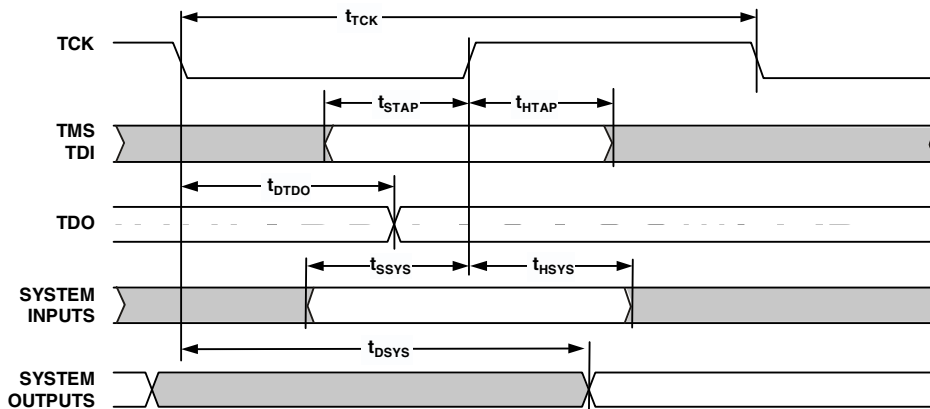 tTCK
TCK
tSTAP
tHTAP
TMS
TDI
tDTDO
TDO
tSSYS
tHSYS
SYSTEM
INPUTS
tDSYS
SYSTEM
OUTPUTS